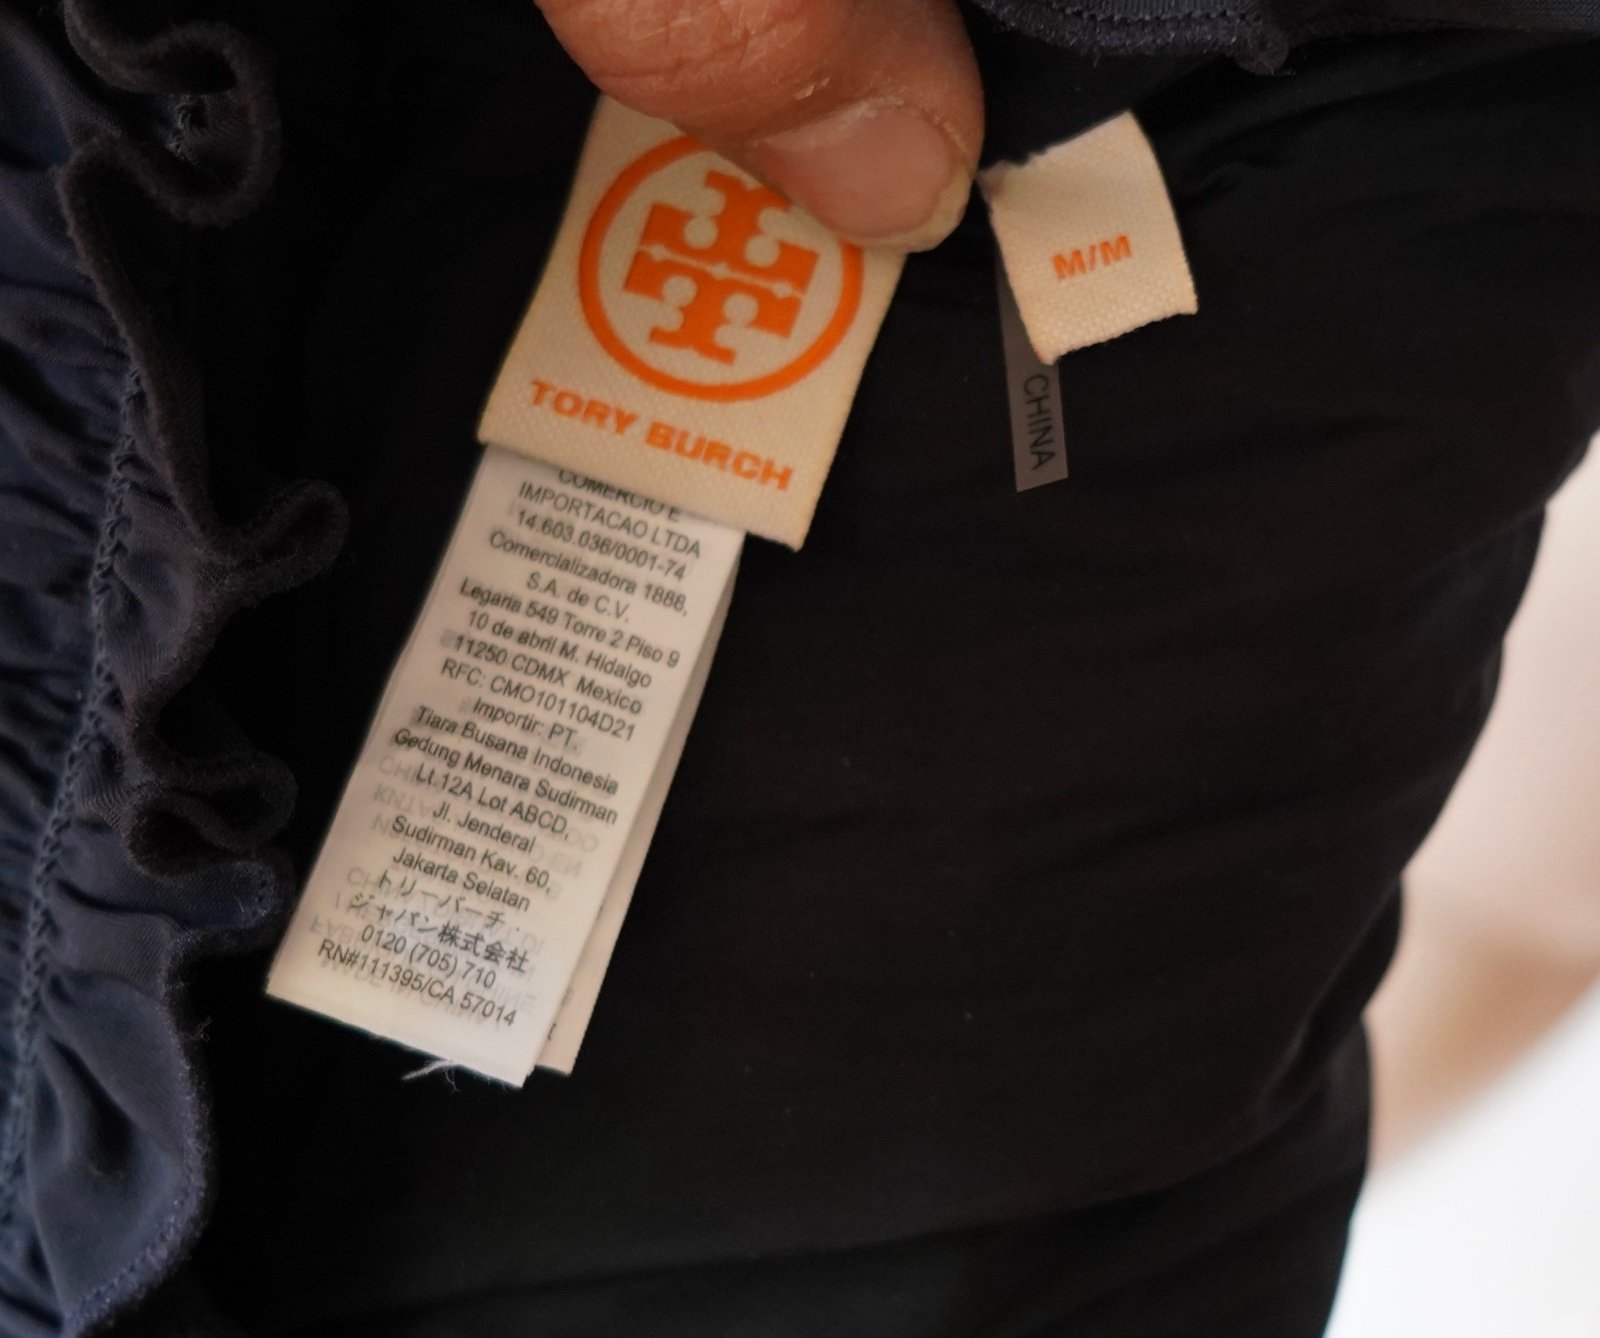 TORY BURCH
M/M
CHINA
COMERCIO E
IMPORTACAO LTDA
14.603.036/0001-74
Comercializadora 1888,
S.A. de C.V.
Legaria 549 Torre 2 Piso 9
10 de abril M. Hidalgo
11250 CDMX Mexico
RFC: CMO101104D21
Importir: PT.
Tiara Busana Indonesia
Gedung Menara Sudirman
Lt.12A Lot ABCD,
Jl. Jenderal
Sudirman Kav. 60,
Jakarta Selatan
トリーバーチ
ジャパン株式会社
0120 (705) 710
RN#111395/CA 57014